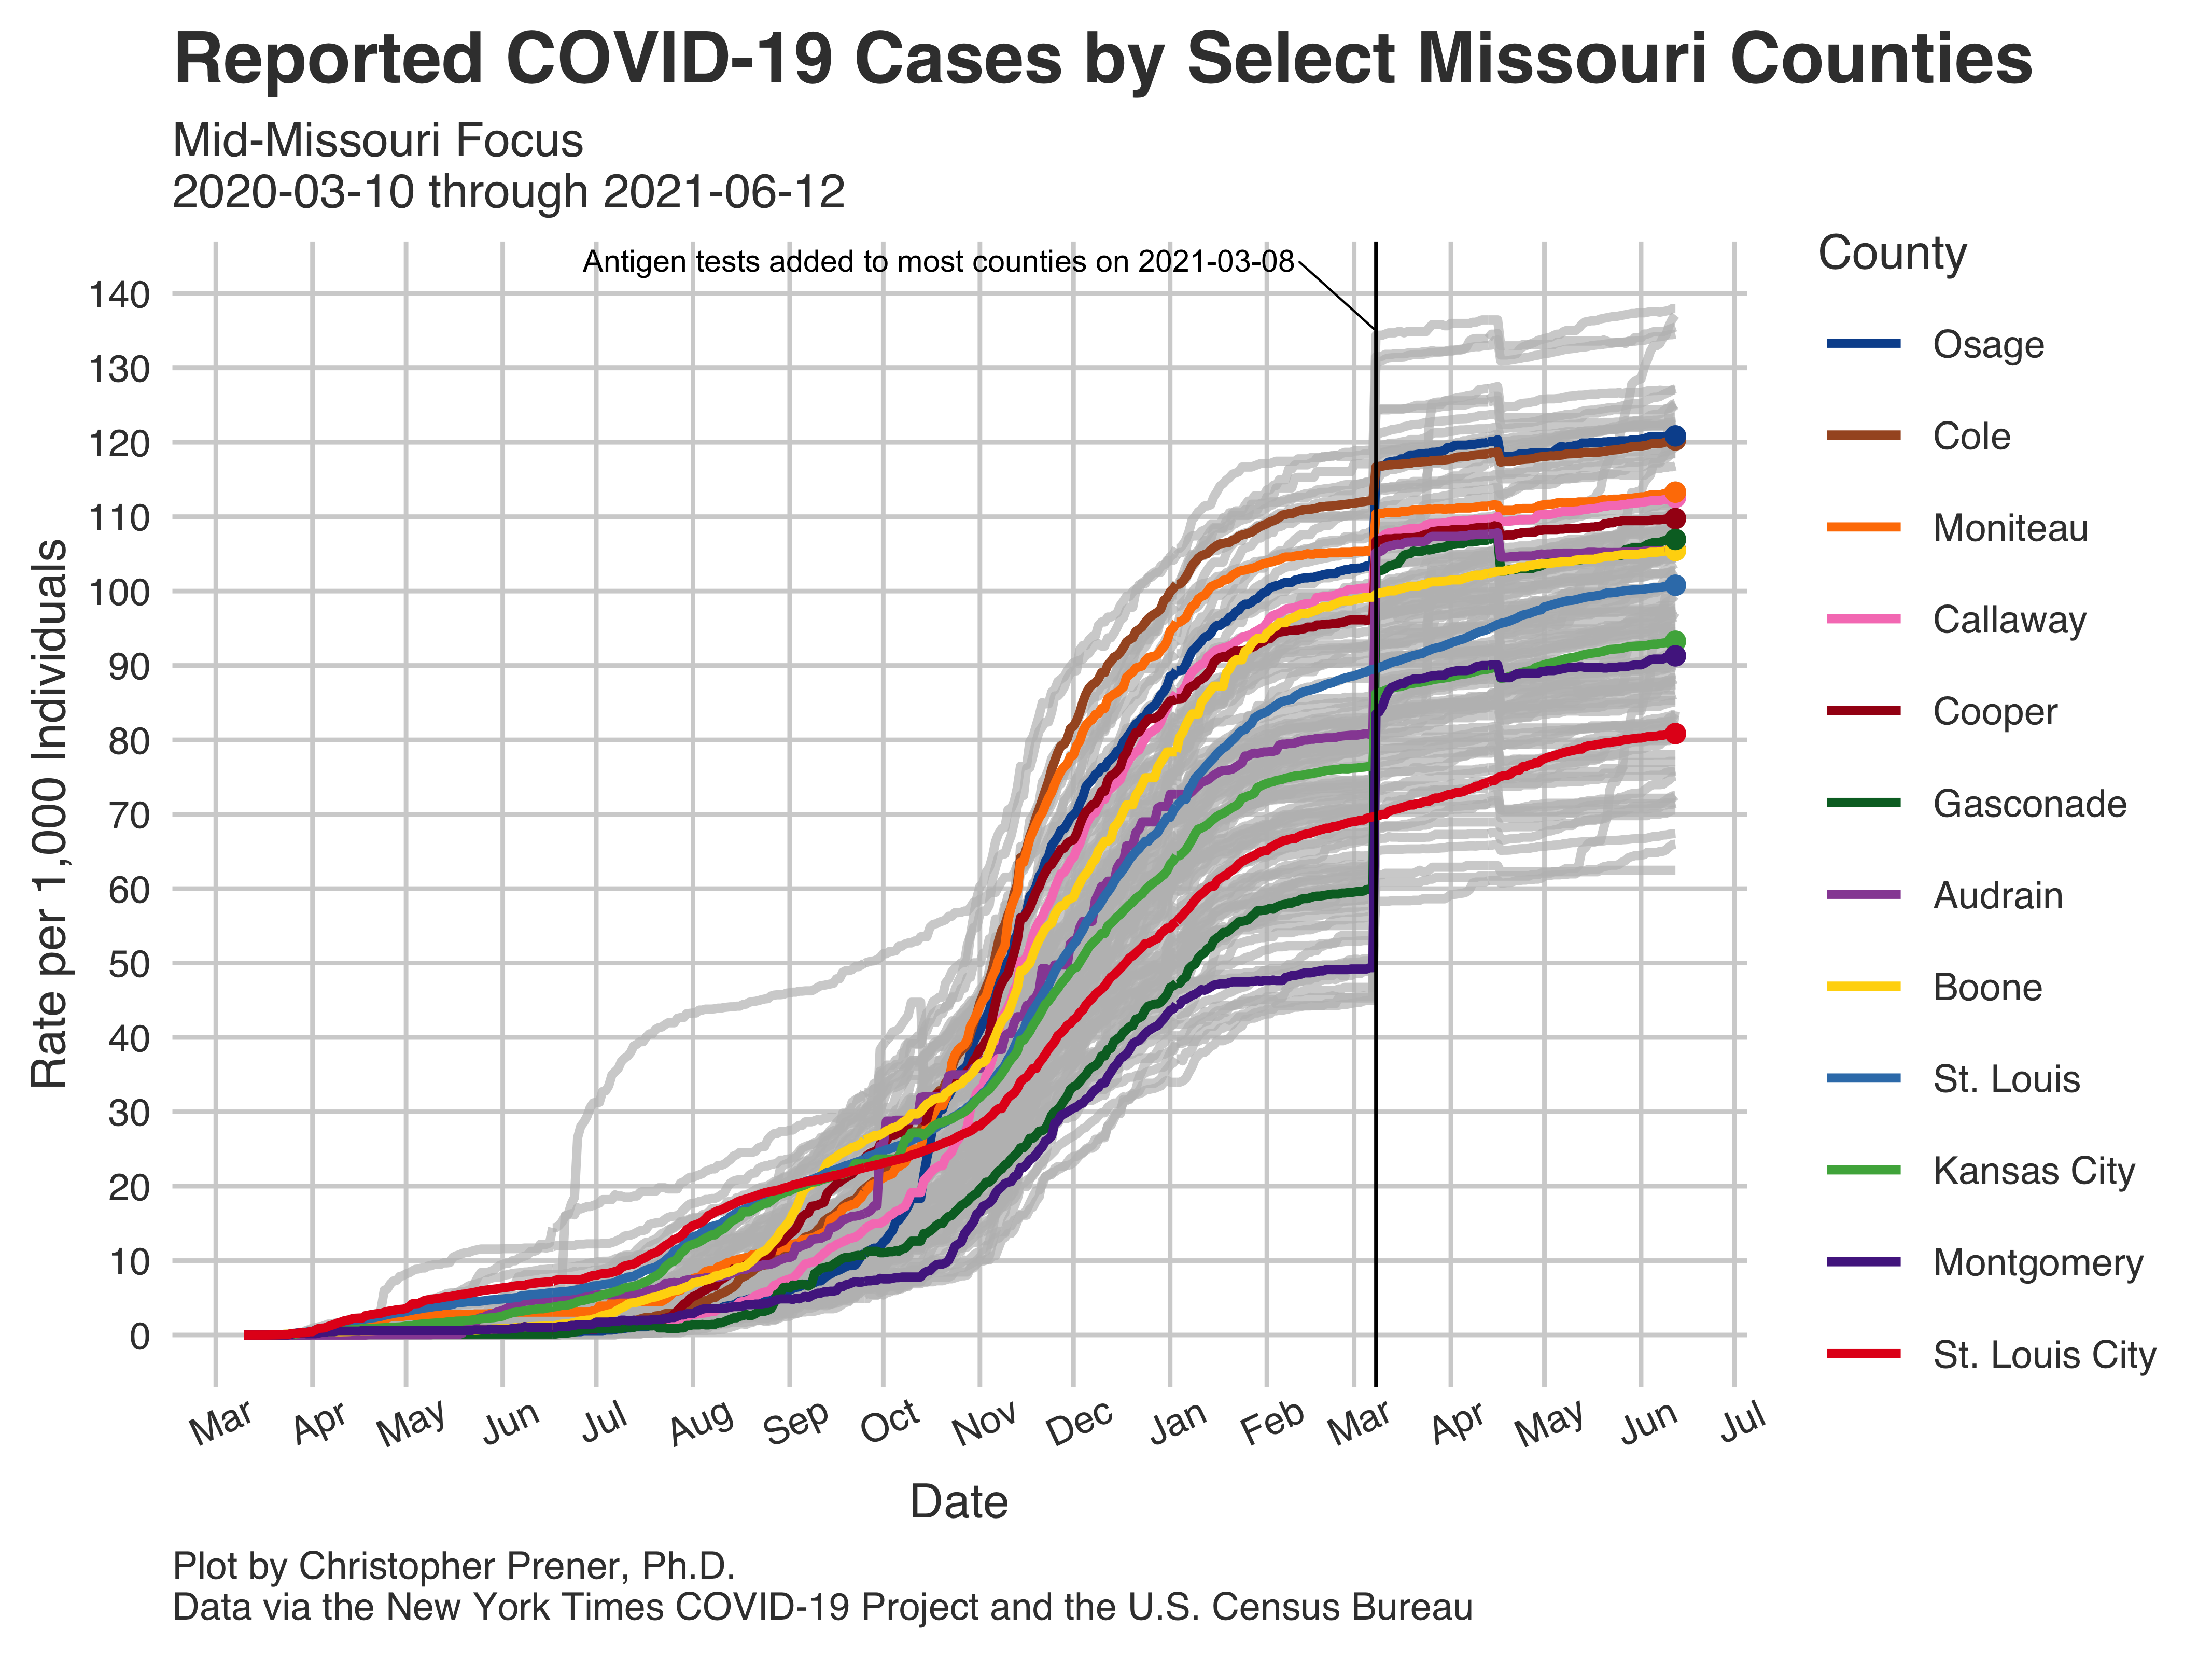 Reported COVID-19 Cases by Select Missouri Counties
Mid-Missouri Focus
2020-03-10 through 2021-06-12
Antigen tests added to most counties on 2021-03-08
Rate per 1,000 Individuals
140
130
120
110
100
90
80
70
60
50
40
30
20
10
0
Mar Apr May Jun Jul Aug Sep Oct Nov Dec Jan Feb Mar Apr May Jun Jul
Date
County
Osage
Cole
Moniteau
Callaway
Cooper
Gasconade
Audrain
Boone
St. Louis
Kansas City
Montgomery
St. Louis City
Plot by Christopher Prener, Ph.D.
Data via the New York Times COVID-19 Project and the U.S. Census Bureau